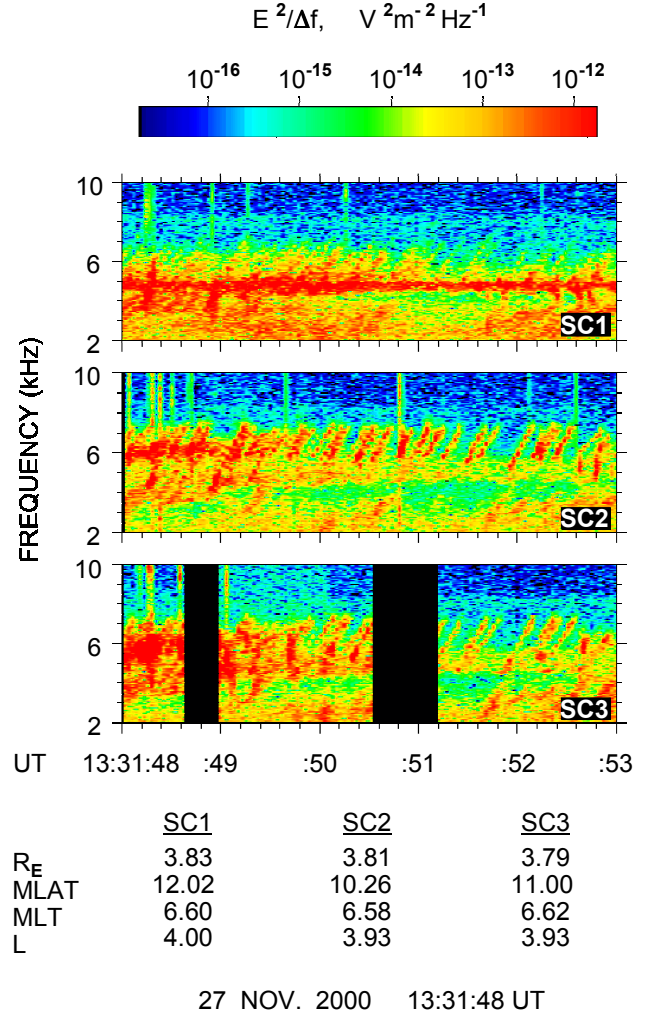 E ²/Δf, V ²m⁻² Hz⁻¹
10⁻¹⁶ 10⁻¹⁵ 10⁻¹⁴ 10⁻¹³ 10⁻¹²
FREQUENCY (kHz)
10
6
2
SC1
10
6
2
SC2
10
6
2
SC3
UT 13:31:48 :49 :50 :51 :52 :53
SC1 SC2 SC3
R_E 3.83 3.81 3.79
MLAT 12.02 10.26 11.00
MLT 6.60 6.58 6.62
L 4.00 3.93 3.93
27 NOV. 2000 13:31:48 UT